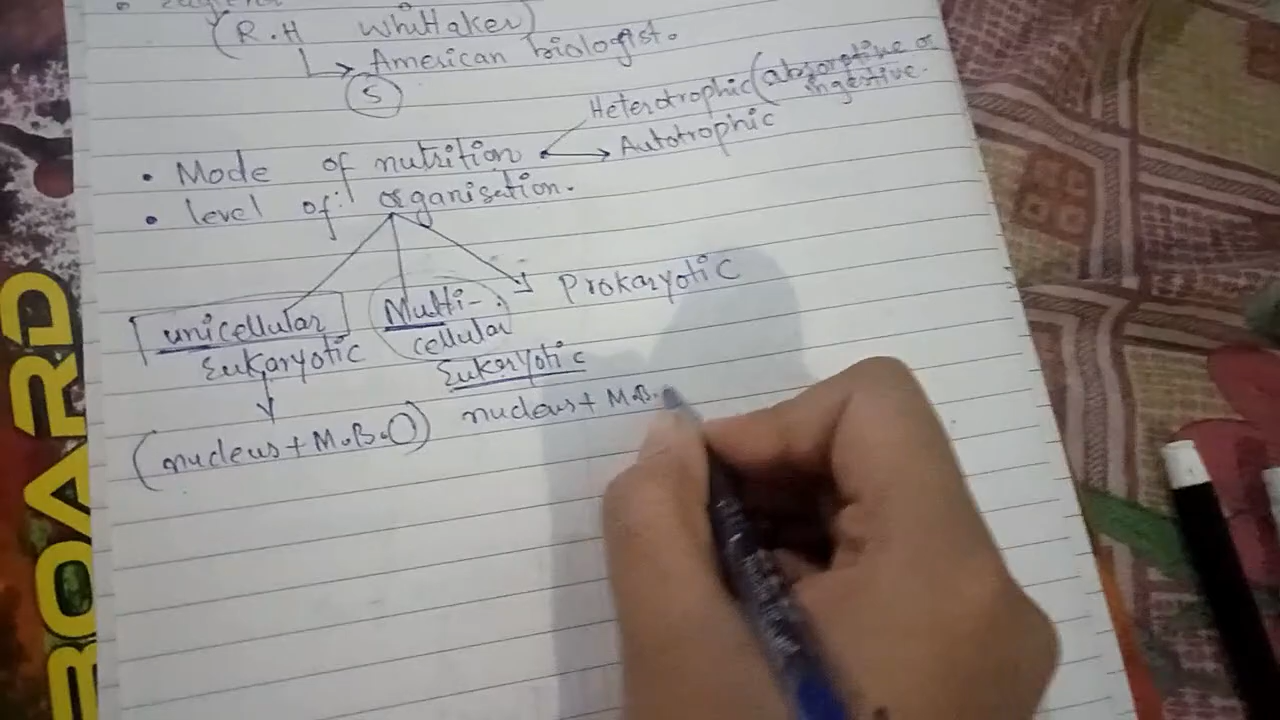 (R.H Whittaker)
American biologist.
5
Heterotrophic (absorptive or
ingestive.
• Mode of nutrition
Autotrophic
• level of organisation.
unicellular
Eukaryotic
Multi-
cellular
Eukaryotic
Prokaryotic
(nucleus + M.B.O)
nucleus + M.B.
BOARD